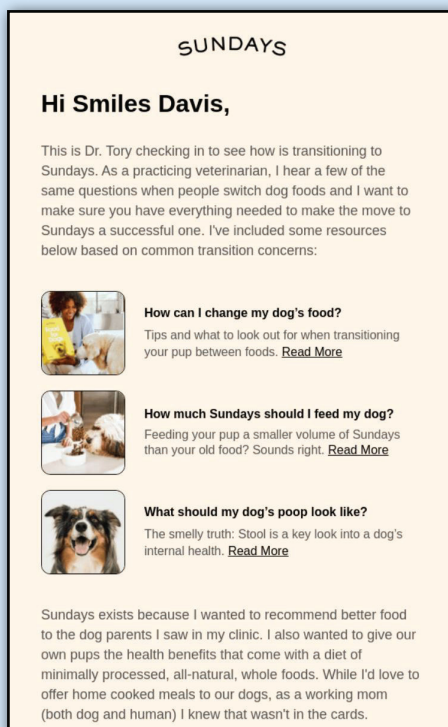 SUNDAYS
Hi Smiles Davis,
This is Dr. Tory checking in to see how is transitioning to
Sundays. As a practicing veterinarian, I hear a few of the
same questions when people switch dog foods and I want to
make sure you have everything needed to make the move to
Sundays a successful one. I've included some resources
below based on common transition concerns:
How can I change my dog's food?
Tips and what to look out for when transitioning
your pup between foods. Read More
How much Sundays should I feed my dog?
Feeding your pup a smaller volume of Sundays
than your old food? Sounds right. Read More
What should my dog's poop look like?
The smelly truth: Stool is a key look into a dog's
internal health. Read More
Sundays exists because I wanted to recommend better food
to the dog parents I saw in my clinic. I also wanted to give our
own pups the health benefits that come with a diet of
minimally processed, all-natural, whole foods. While I'd love to
offer home cooked meals to our dogs, as a working mom
(both dog and human) I knew that wasn't in the cards.